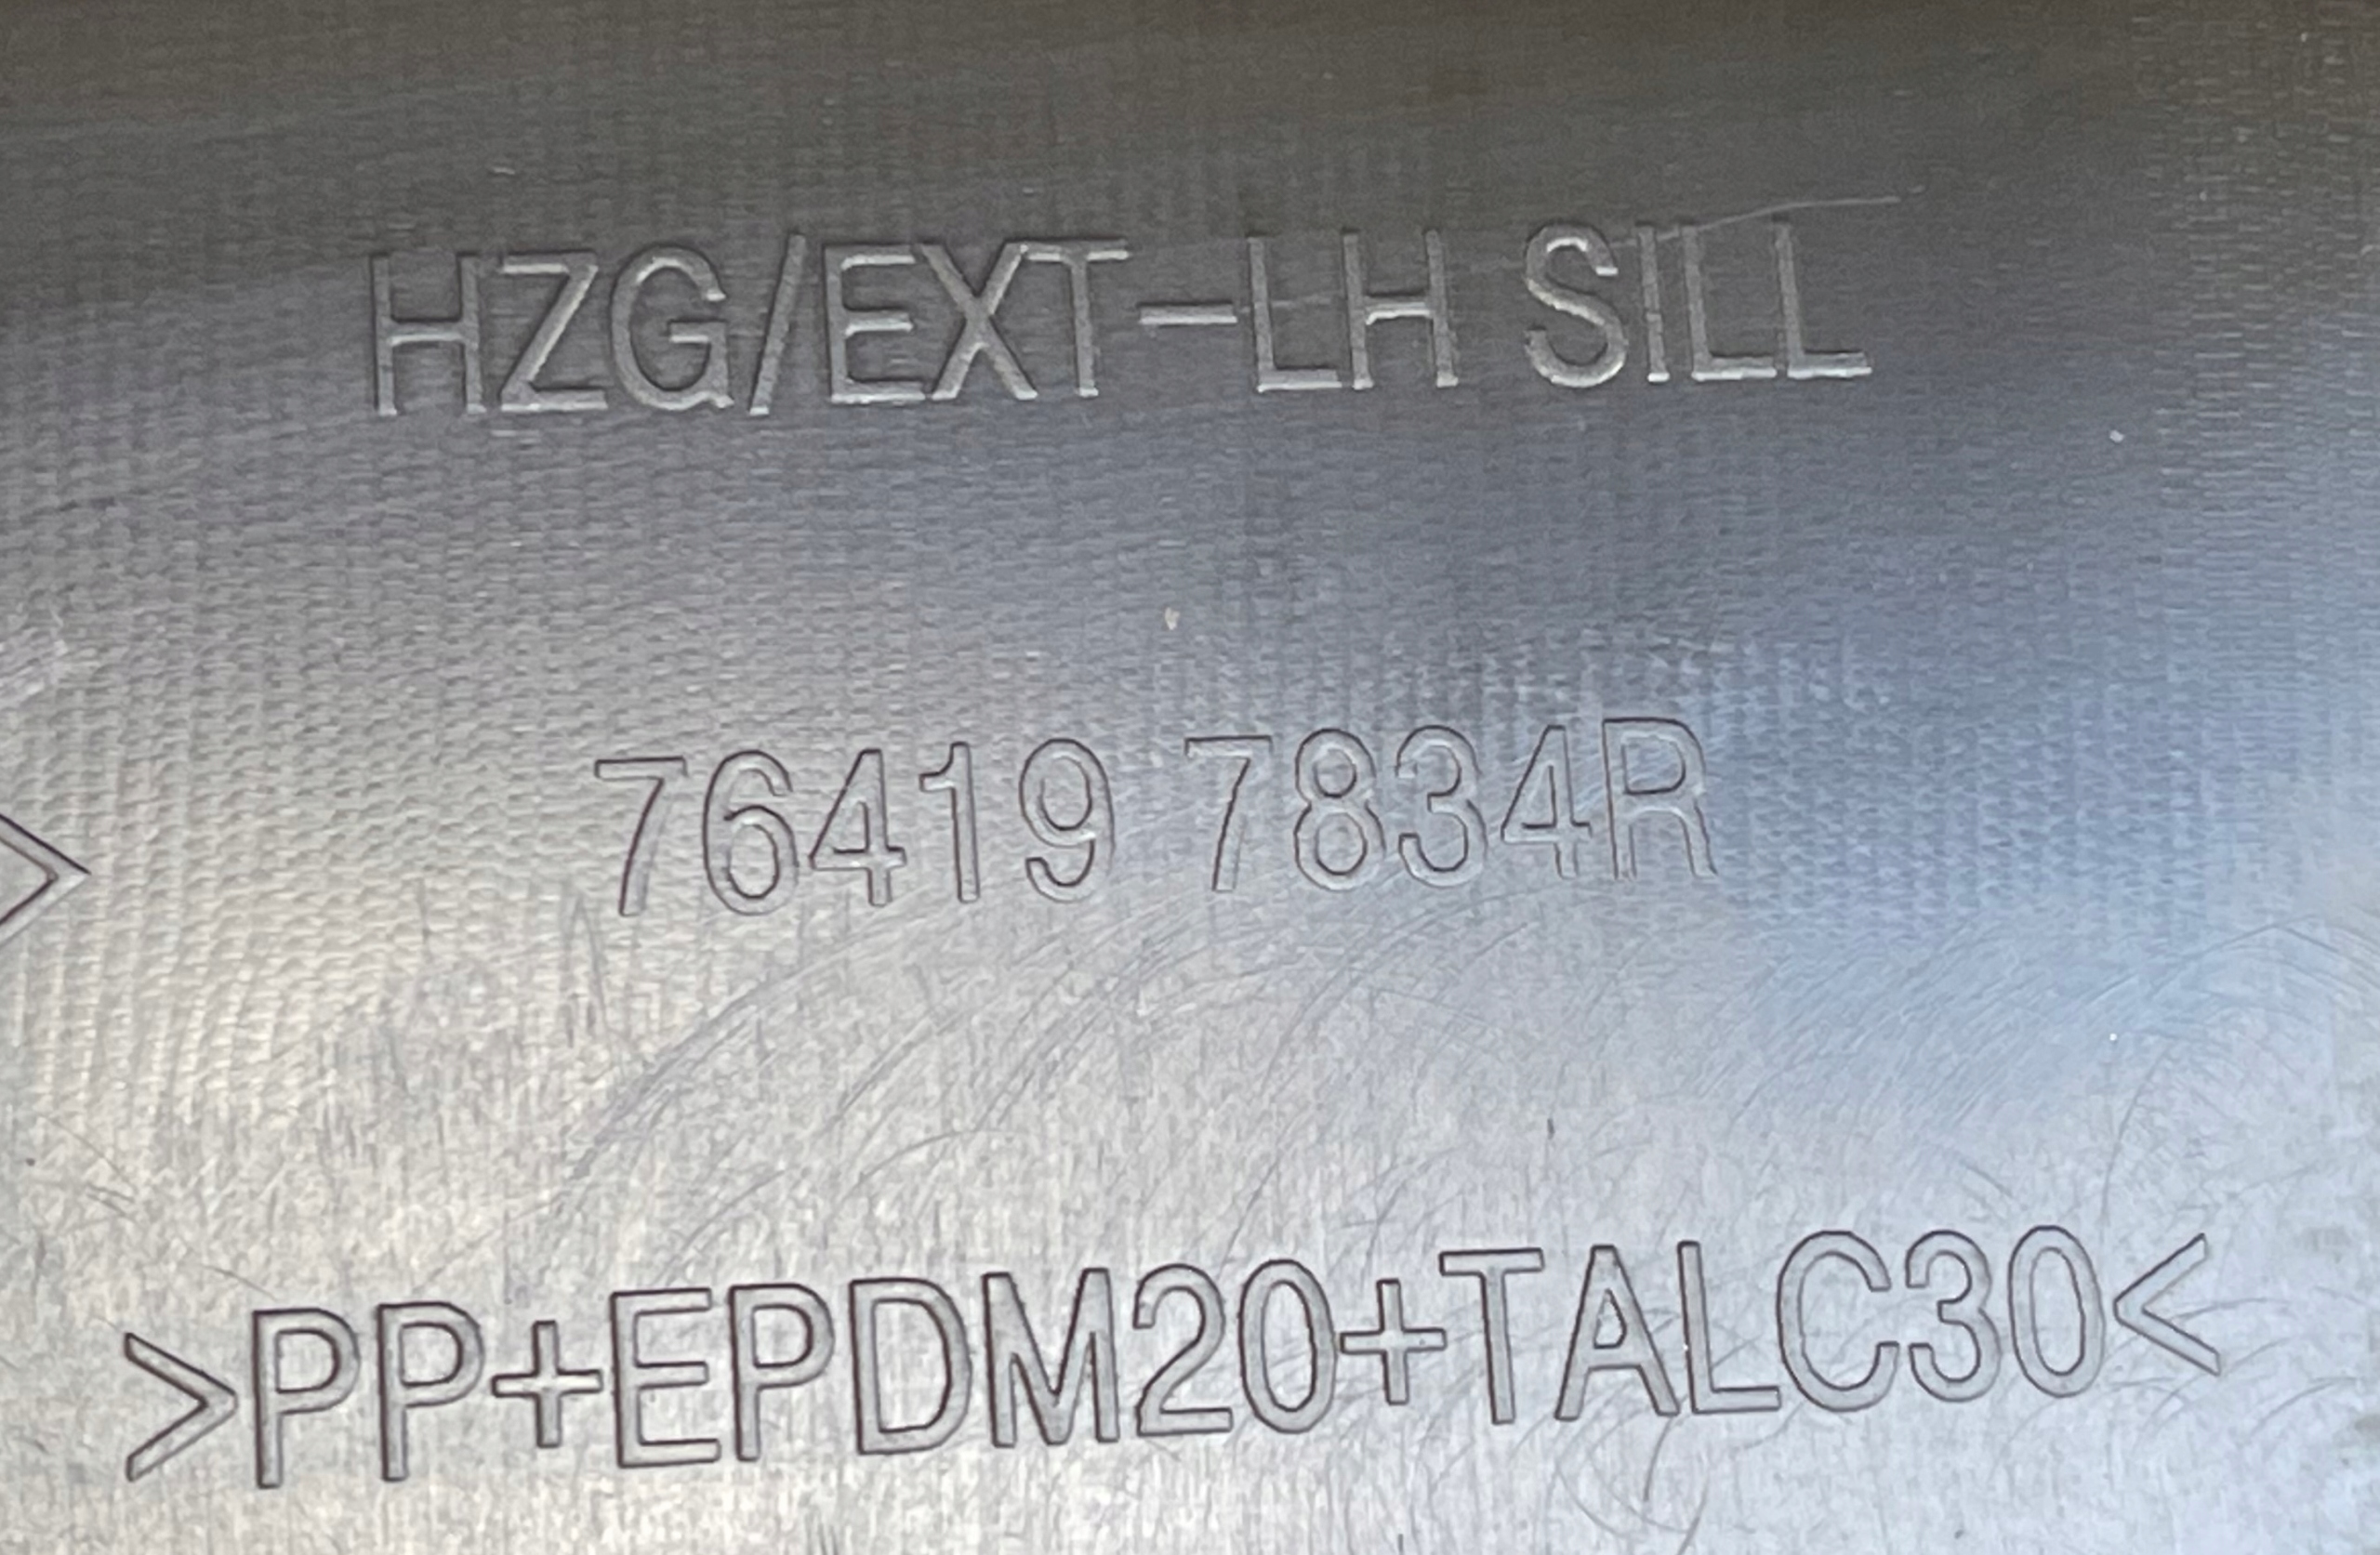 HZG/EXT-LH SILL
76419 7834R
>PP+EPDM20+TALC30<